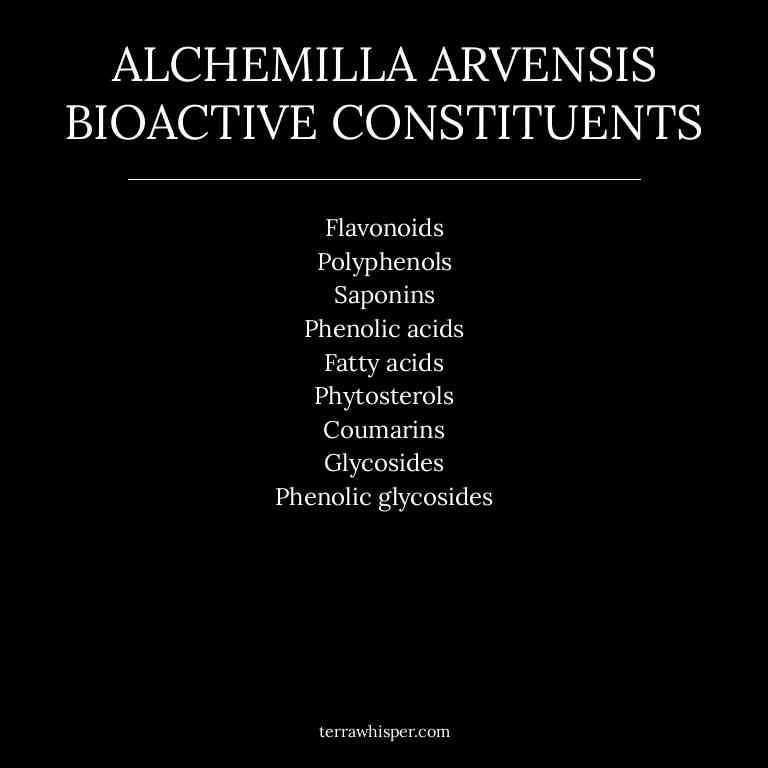 ALCHEMILLA ARVENSIS
BIOACTIVE CONSTITUENTS
Flavonoids
Polyphenols
Saponins
Phenolic acids
Fatty acids
Phytosterols
Coumarins
Glycosides
Phenolic glycosides
terrawhisper.com